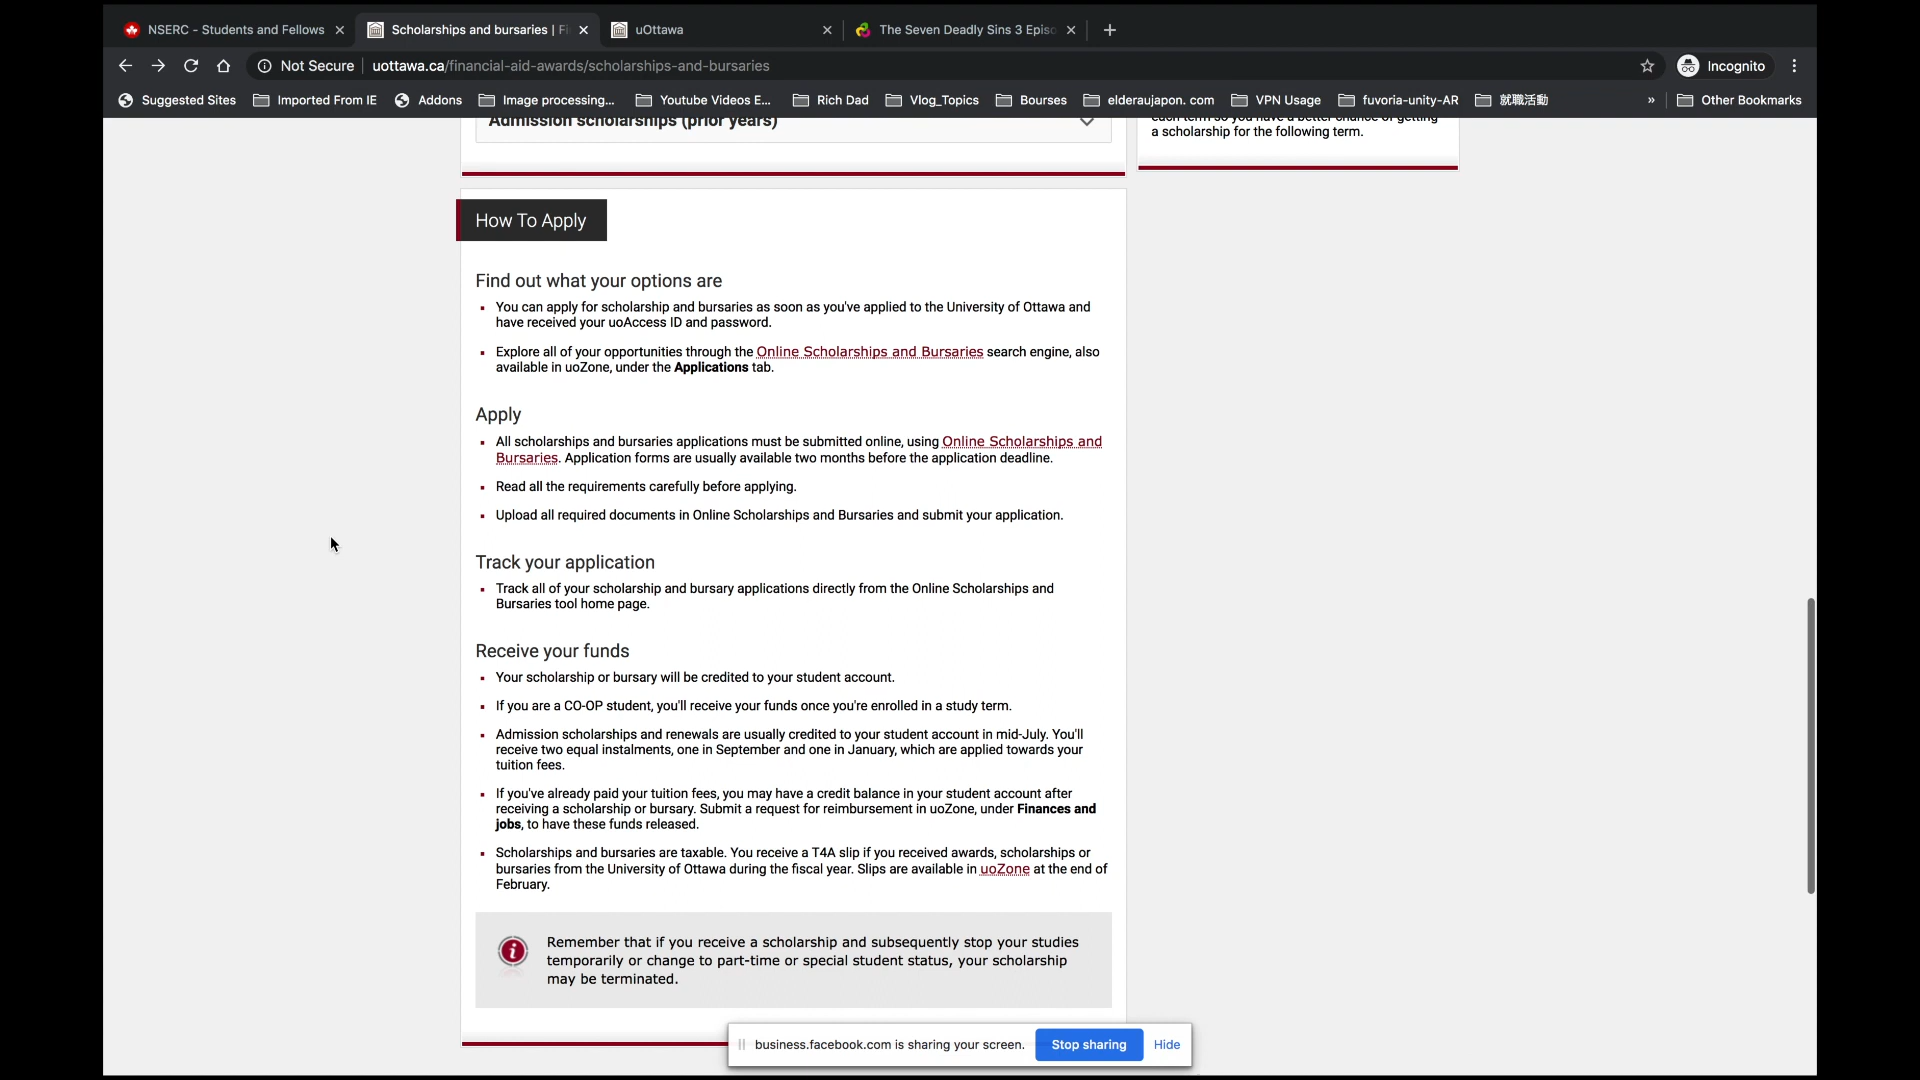 NSERC - Students and Fellows
Scholarships and bursaries | Fi
uOttawa
The Seven Deadly Sins 3 Episo
Not Secure
uottawa.ca/financial-aid-awards/scholarships-and-bursaries
Incognito
Suggested Sites
Imported From IE
Addons
Image processing...
Youtube Videos E...
Rich Dad
Vlog_Topics
Bourses
elderaujapon. com
VPN Usage
fuvoria-unity-AR
就職活動
»
Other Bookmarks
Admission scholarships (prior years)
each term so you have a better chance of getting
a scholarship for the following term.
How To Apply
Find out what your options are
You can apply for scholarship and bursaries as soon as you've applied to the University of Ottawa and
have received your uoAccess ID and password.
Explore all of your opportunities through the Online Scholarships and Bursaries search engine, also
available in uoZone, under the Applications tab.
Apply
All scholarships and bursaries applications must be submitted online, using Online Scholarships and
Bursaries. Application forms are usually available two months before the application deadline.
Read all the requirements carefully before applying.
Upload all required documents in Online Scholarships and Bursaries and submit your application.
Track your application
Track all of your scholarship and bursary applications directly from the Online Scholarships and
Bursaries tool home page.
Receive your funds
Your scholarship or bursary will be credited to your student account.
If you are a CO-OP student, you'll receive your funds once you're enrolled in a study term.
Admission scholarships and renewals are usually credited to your student account in mid-July. You'll
receive two equal instalments, one in September and one in January, which are applied towards your
tuition fees.
If you've already paid your tuition fees, you may have a credit balance in your student account after
receiving a scholarship or bursary. Submit a request for reimbursement in uoZone, under Finances and
jobs, to have these funds released.
Scholarships and bursaries are taxable. You receive a T4A slip if you received awards, scholarships or
bursaries from the University of Ottawa during the fiscal year. Slips are available in uoZone at the end of
February.
Remember that if you receive a scholarship and subsequently stop your studies
temporarily or change to part-time or special student status, your scholarship
may be terminated.
business.facebook.com is sharing your screen.
Stop sharing
Hide